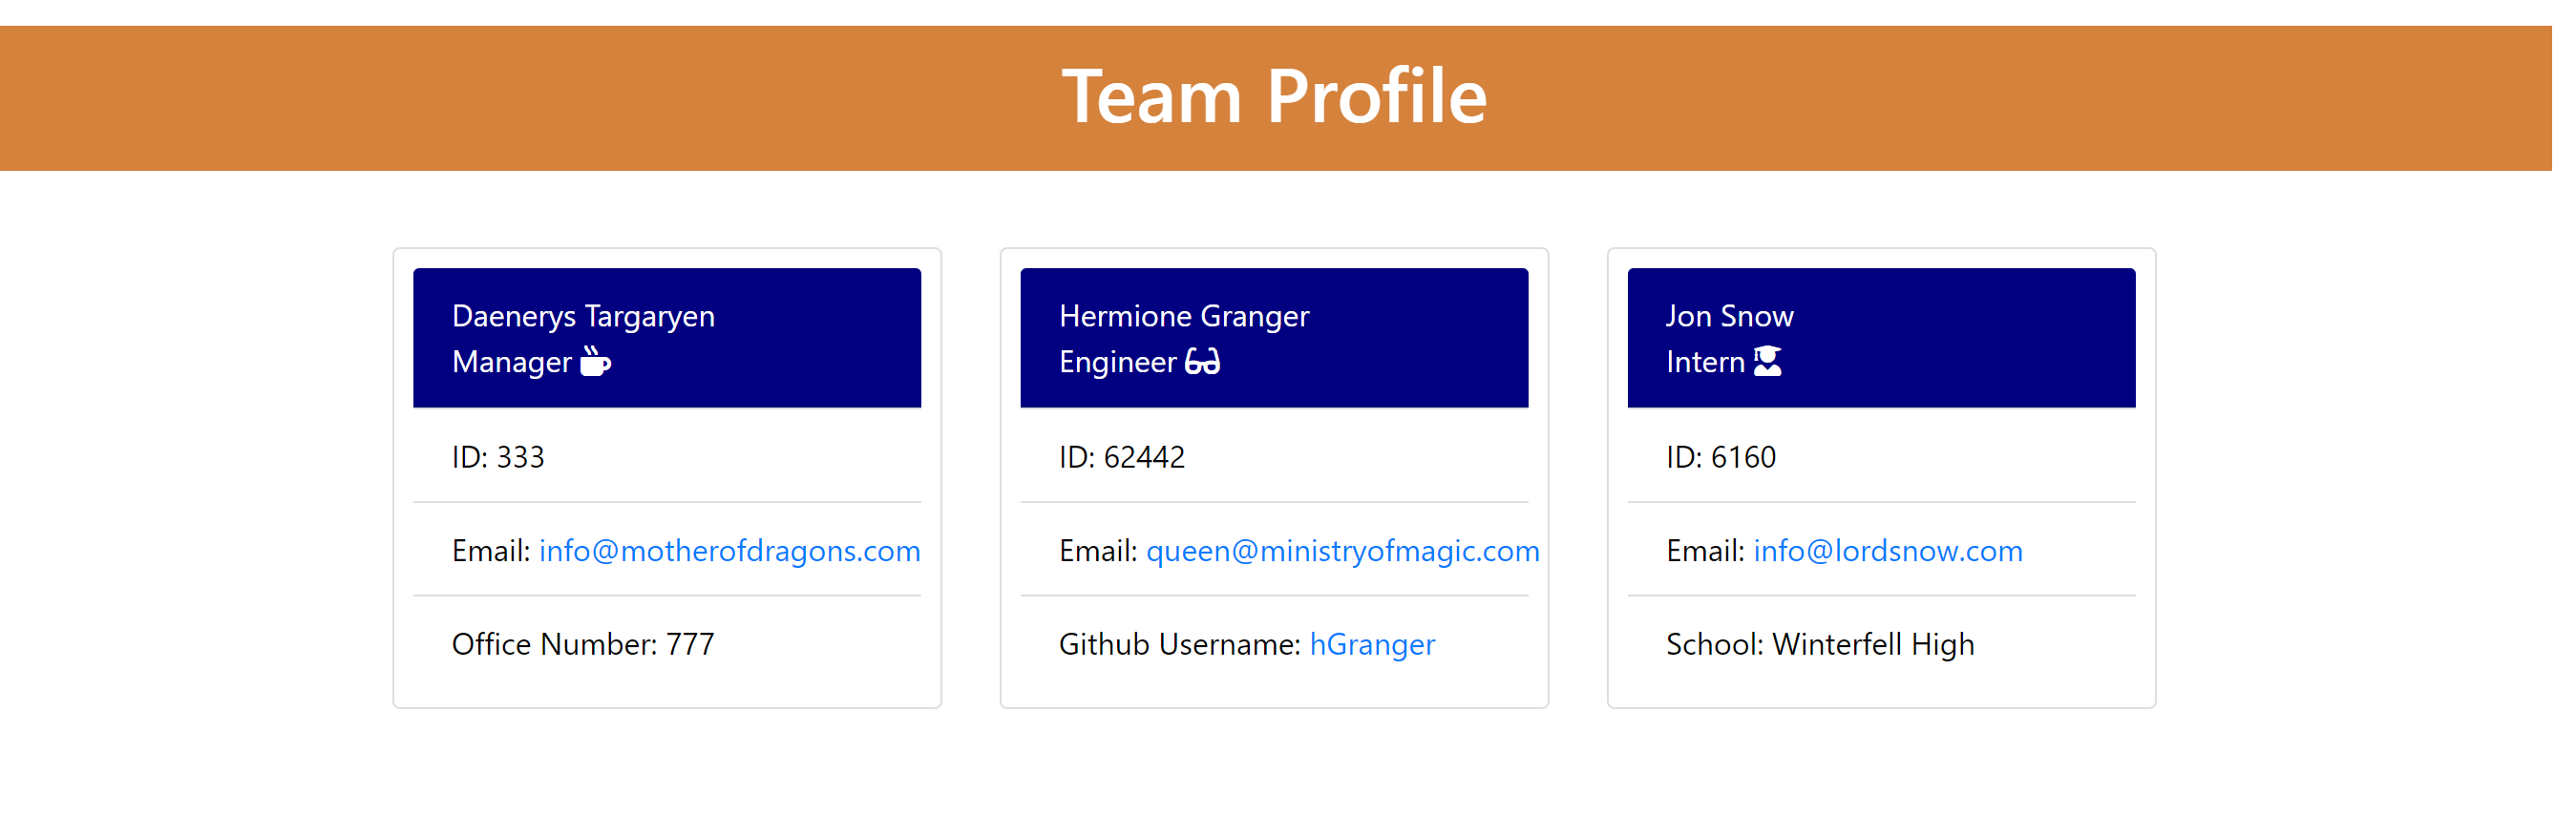 Team Profile
Daenerys Targaryen
Manager
ID: 333
Email: info@motherofdragons.com
Office Number: 777
Hermione Granger
Engineer
ID: 62442
Email: queen@ministryofmagic.com
Github Username: hGranger
Jon Snow
Intern
ID: 6160
Email: info@lordsnow.com
School: Winterfell High